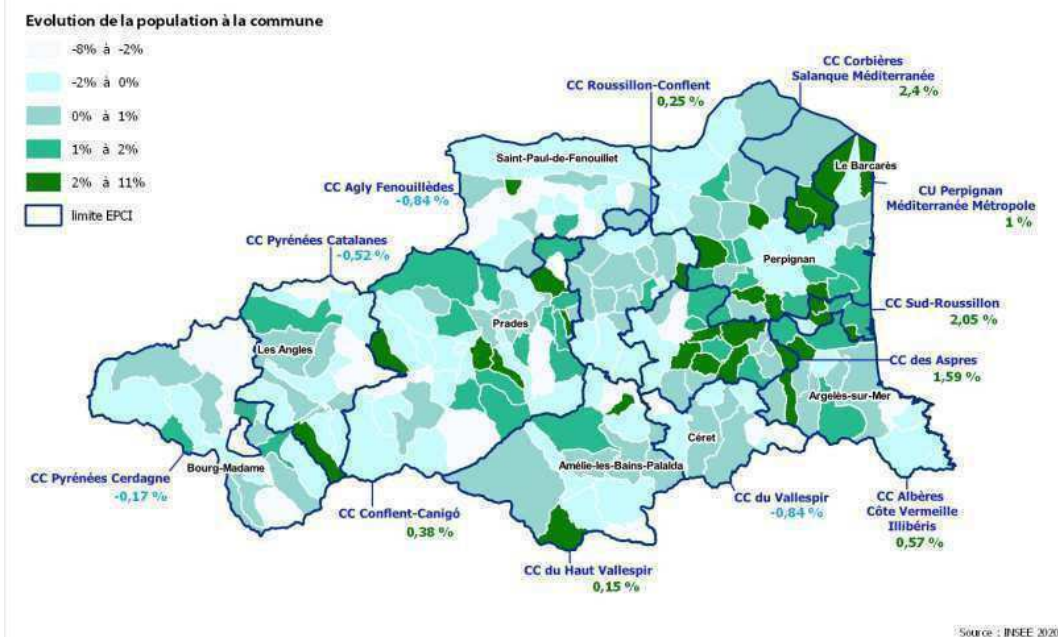 Evolution de la population à la commune
-8% à -2%
-2% à 0%
0% à 1%
1% à 2%
2% à 11%
limite EPCI
CC Corbières
Salanque Méditerranée
2,4 %
CC Roussillon-Conflent
0,25 %
Saint-Paul-de-Fenouillet
Le Barcarès
CC Agly Fenouillèdes
-0,84 %
CU Perpignan
Méditerranée Métropole
1 %
CC Pyrénées Catalanes
-0,52 %
Perpignan
CC Sud-Roussillon
2,05 %
Prades
Les Angles
CC des Aspres
1,59 %
Argelès-sur-Mer
Céret
Bourg-Madame
Amélie-les-Bains-Palalda
CC Pyrénées Cerdagne
-0,17 %
CC Conflent-Canigó
0,38 %
CC du Vallespir
-0,84 %
CC Albères
Côte Vermeille
Illibéris
0,57 %
CC du Haut Vallespir
0,15 %
Source : INSEE 2020